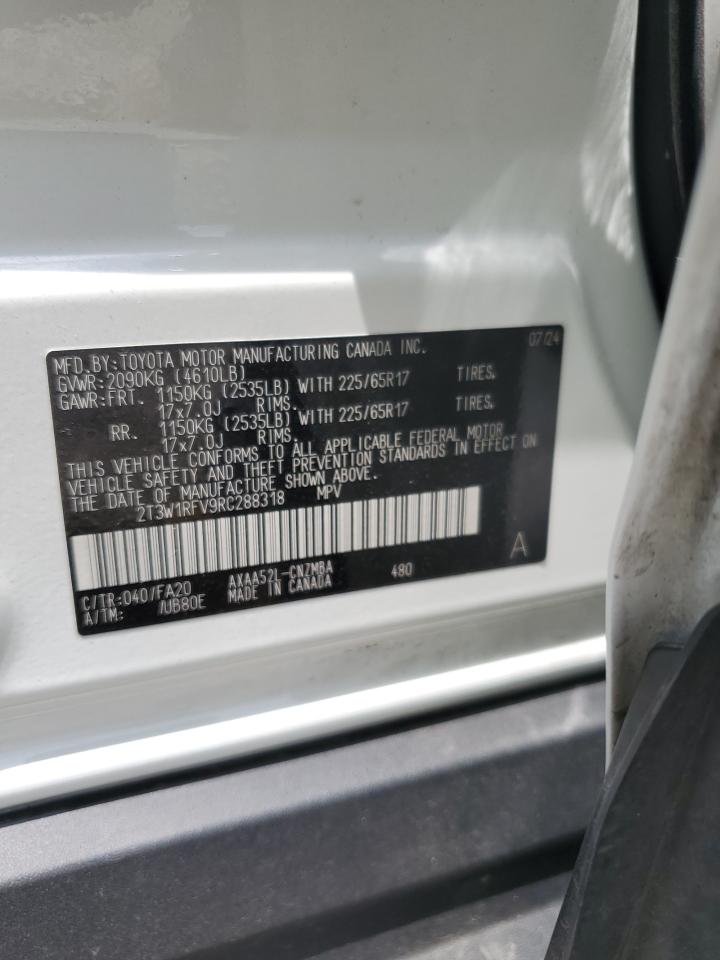 MFD. BY: TOYOTA MOTOR MANUFACTURING CANADA INC. 07/24
GVWR: 2090KG (4610LB)
GAWR: FRT. 1150KG (2535LB) WITH 225/65R17 TIRES,
17x7.0J RIMS.
RR. 1150KG (2535LB) WITH 225/65R17 TIRES,
17x7.0J RIMS.
THIS VEHICLE CONFORMS TO ALL APPLICABLE FEDERAL MOTOR
VEHICLE SAFETY AND THEFT PREVENTION STANDARDS IN EFFECT ON
THE DATE OF MANUFACTURE SHOWN ABOVE.
2T3W1RFV9RC288318 MPV
A
C/TR: 040/FA20 AXAA52L-CNZMBA 480
A/TM: /UB80E MADE IN CANADA